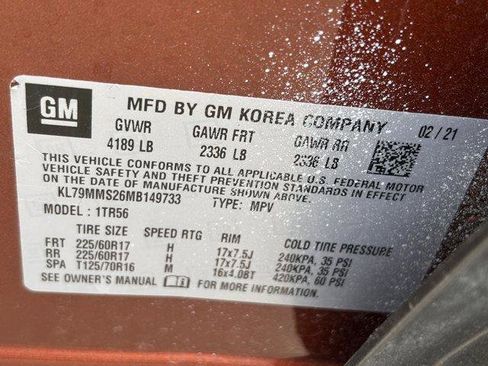 GM MFD BY GM KOREA COMPANY 02/21
GVWR GAWR FRT GAWR RR
4189 LB 2336 LB 2336 LB
THIS VEHICLE CONFORMS TO ALL APPLICABLE U.S. FEDERAL MOTOR
VEHICLE SAFETY AND THEFT PREVENTION STANDARDS IN EFFECT
ON THE DATE OF MANUFACTURE SHOWN ABOVE.
KL79MMS26MB149733 TYPE: MPV
MODEL : 1TR56
TIRE SIZE SPEED RTG RIM COLD TIRE PRESSURE
FRT 225/60R17 H 17x7.5J 240KPA, 35 PSI
RR 225/60R17 H 17x7.5J 240KPA, 35 PSI
SPA T125/70R16 M 16x4.0BT 420KPA, 60 PSI
SEE OWNER'S MANUAL FOR MORE INFORMATION